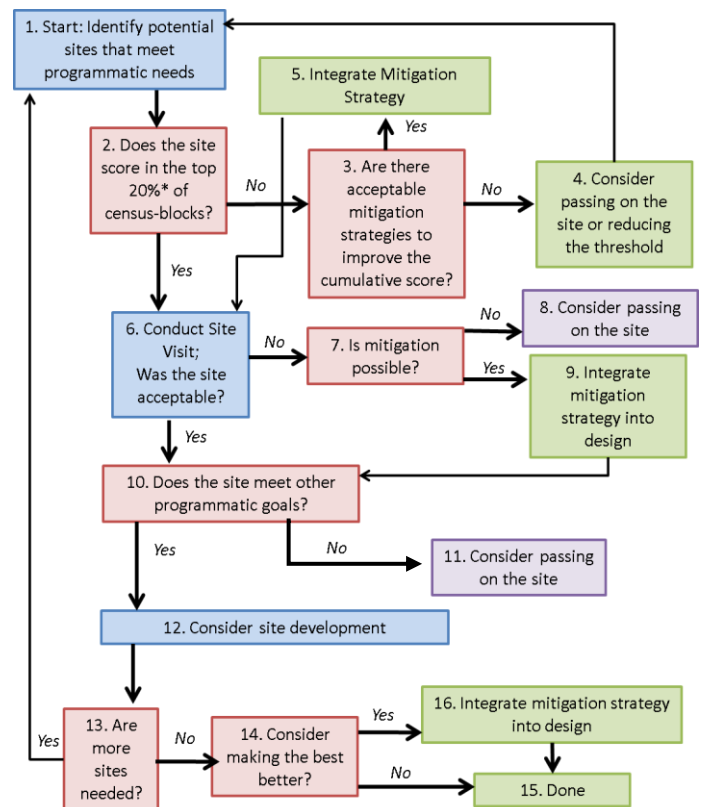 1. Start: Identify potential
sites that meet
programmatic needs
5. Integrate Mitigation
Strategy
Yes
2. Does the site
score in the top
20%* of
census-blocks?
No
3. Are there
acceptable
mitigation
strategies to
improve the
cumulative score?
No
4. Consider
passing on the
site or reducing
the threshold
Yes
6. Conduct Site
Visit;
Was the site
acceptable?
No
7. Is mitigation
possible?
No
8. Consider passing
on the site
Yes
9. Integrate
mitigation
strategy into
design
Yes
10. Does the site meet other
programmatic goals?
Yes
No
11. Consider passing
on the site
12. Consider site development
Yes
13. Are
more
sites
needed?
No
14. Consider
making the best
better?
Yes
16. Integrate mitigation strategy
into design
No
15. Done